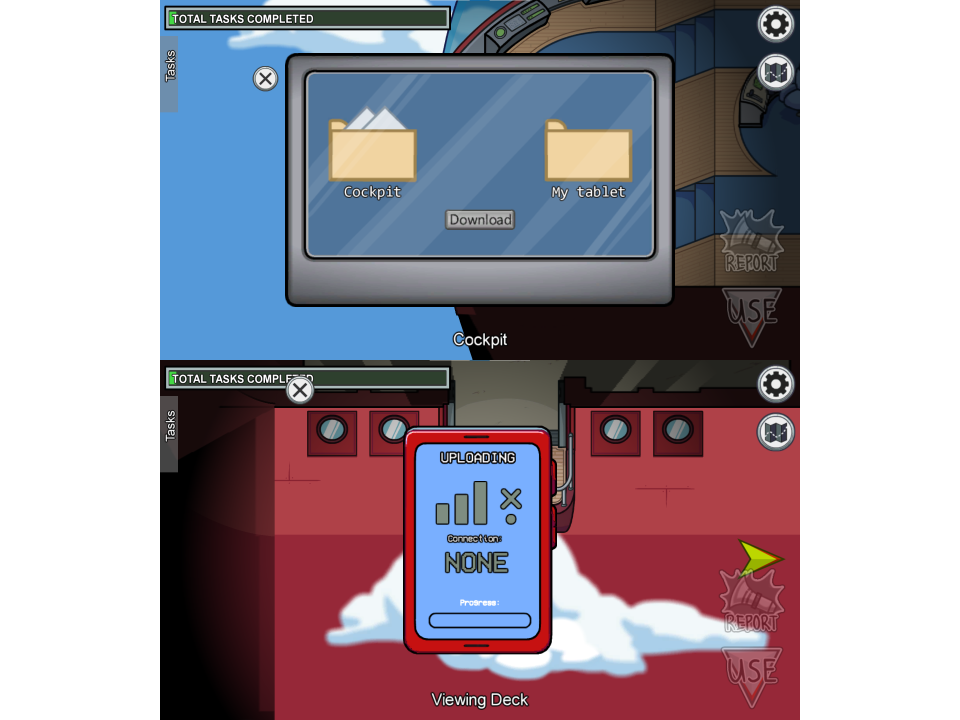 TOTAL TASKS COMPLETED
Tasks
Cockpit
My tablet
Download
REPORT
USE
Cockpit
TOTAL TASKS COMPLETED
Tasks
UPLOADING
Connection:
NONE
Progress:
REPORT
USE
Viewing Deck